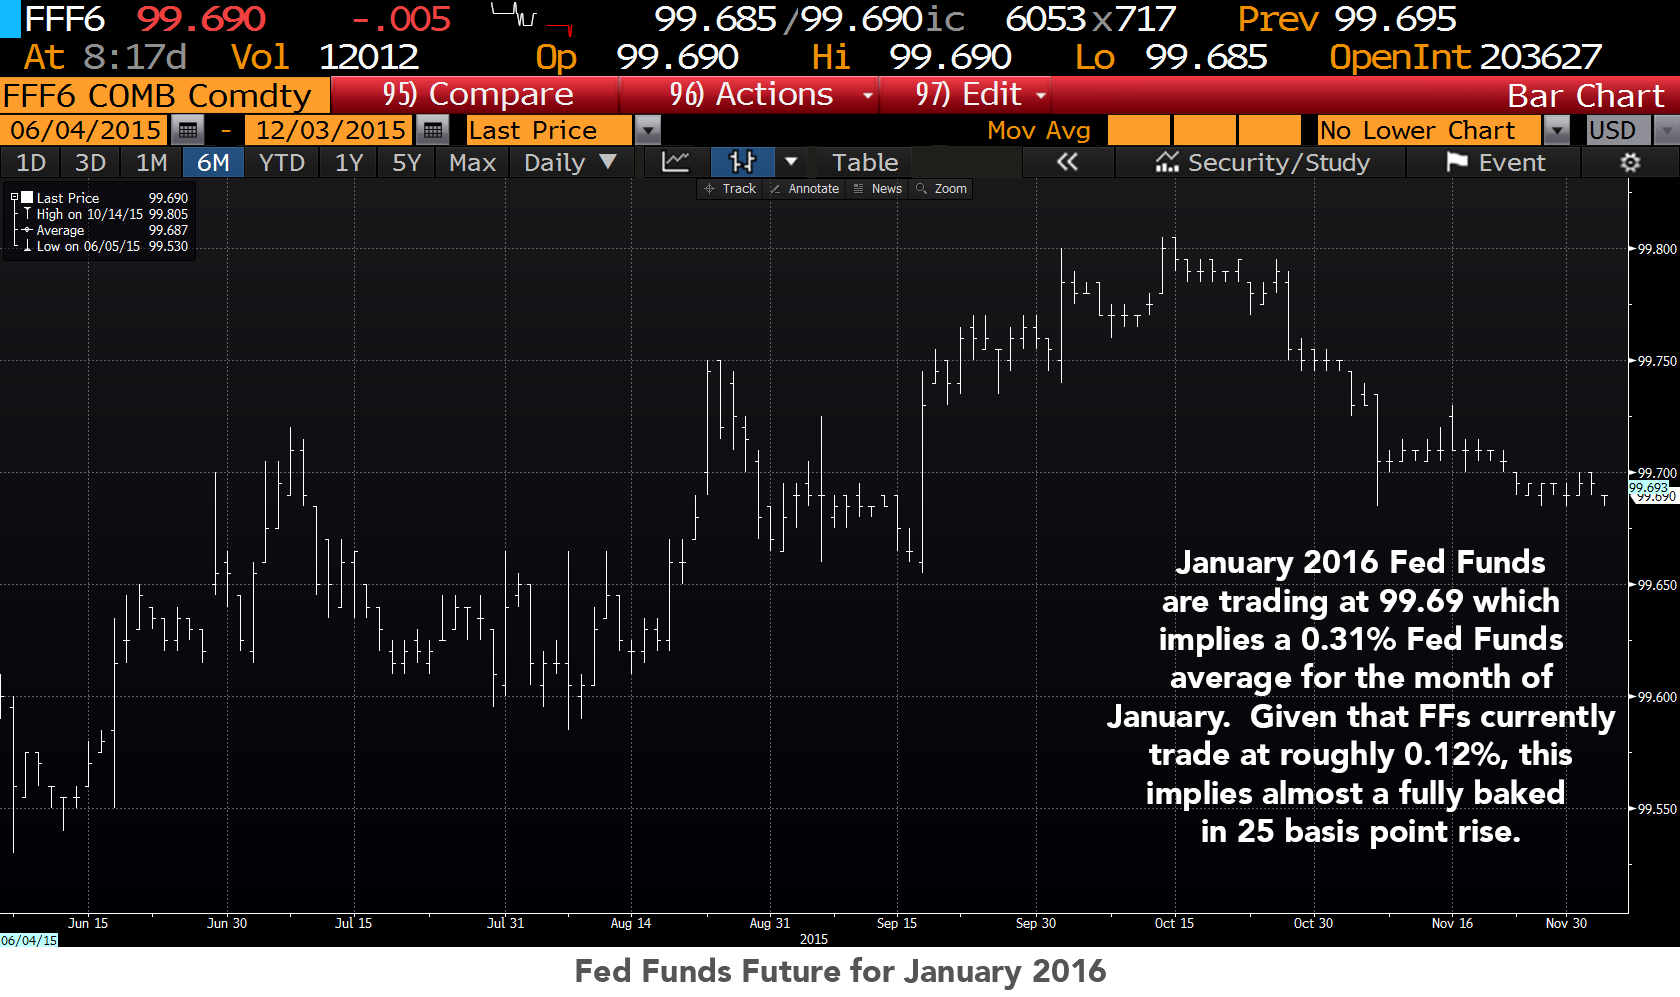 FFF6 99.690 -.005 99.685/99.690ic 6053x717 Prev 99.695
At 8:17d Vol 12012 Op 99.690 Hi 99.690 Lo 99.685 OpenInt 203627
FFF6 COMB Comdty 95) Compare 96) Actions 97) Edit Bar Chart
06/04/2015 - 12/03/2015 Last Price Mov Avg No Lower Chart USD
1D 3D 1M 6M YTD 1Y 5Y Max Daily ▼ Table « Security/Study Event
Track Annotate News Zoom
Last Price 99.690
High on 10/14/15 99.805
Average 99.687
Low on 06/05/15 99.530
99.800
99.750
99.700
99.693
99.690
99.650
99.600
99.550
January 2016 Fed Funds
are trading at 99.69 which
implies a 0.31% Fed Funds
average for the month of
January. Given that FFs currently
trade at roughly 0.12%, this
implies almost a fully baked
in 25 basis point rise.
Jun 15 Jun 30 Jul 15 Jul 31 Aug 14 Aug 31 Sep 15 Sep 30 Oct 15 Oct 30 Nov 16 Nov 30
06/04/15 2015
Fed Funds Future for January 2016